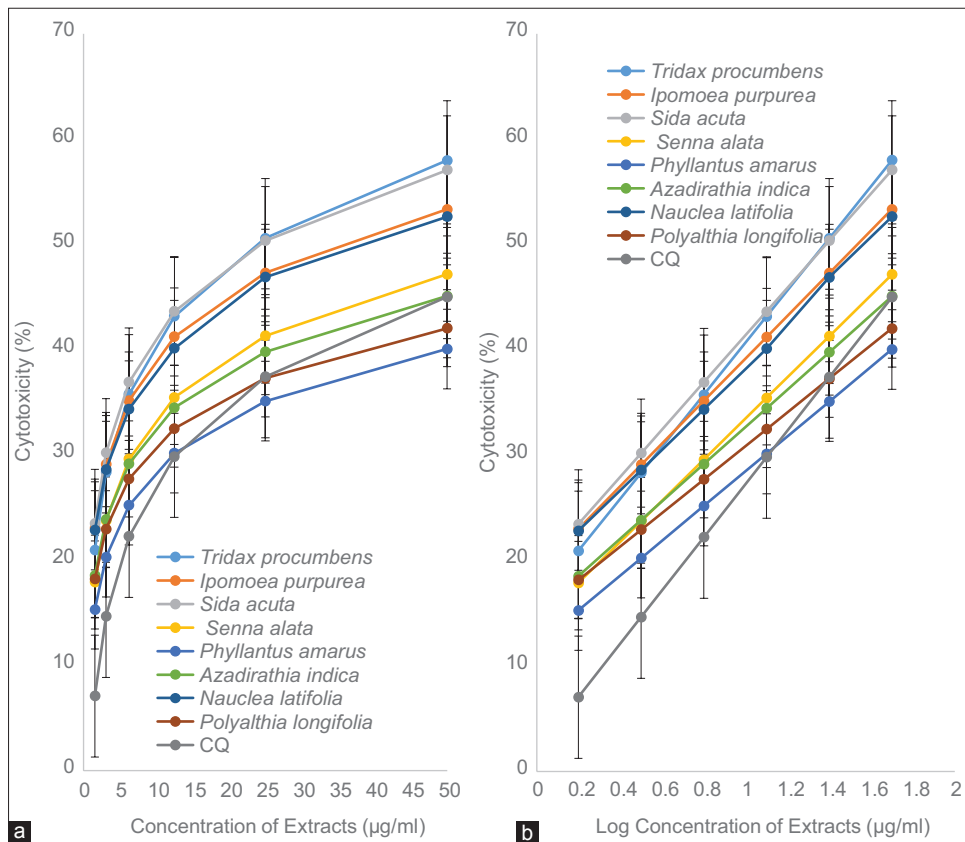 70
60
50
40
30
20
10
0
Cytotoxicity (%)
Tridax procumbens
Ipomoea purpurea
Sida acuta
Senna alata
Phyllantus amarus
Azadirathia indica
Nauclea latifolia
Polyalthia longifolia
CQ
0 5 10 15 20 25 30 35 40 45 50
Concentration of Extracts (µg/ml)
a
70
60
50
40
30
20
10
0
Cytotoxicity (%)
Tridax procumbens
Ipomoea purpurea
Sida acuta
Senna alata
Phyllantus amarus
Azadirathia indica
Nauclea latifolia
Polyalthia longifolia
CQ
0 0.2 0.4 0.6 0.8 1 1.2 1.4 1.6 1.8 2
Log Concentration of Extracts (µg/ml)
b